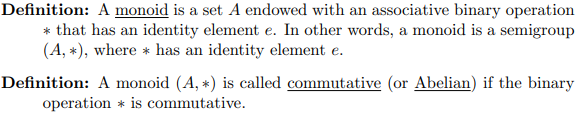 Definition: A monoid is a set A endowed with an associative binary operation
∗ that has an identity element e. In other words, a monoid is a semigroup
(A, ∗), where ∗ has an identity element e.
Definition: A monoid (A, ∗) is called commutative (or Abelian) if the binary
operation ∗ is commutative.